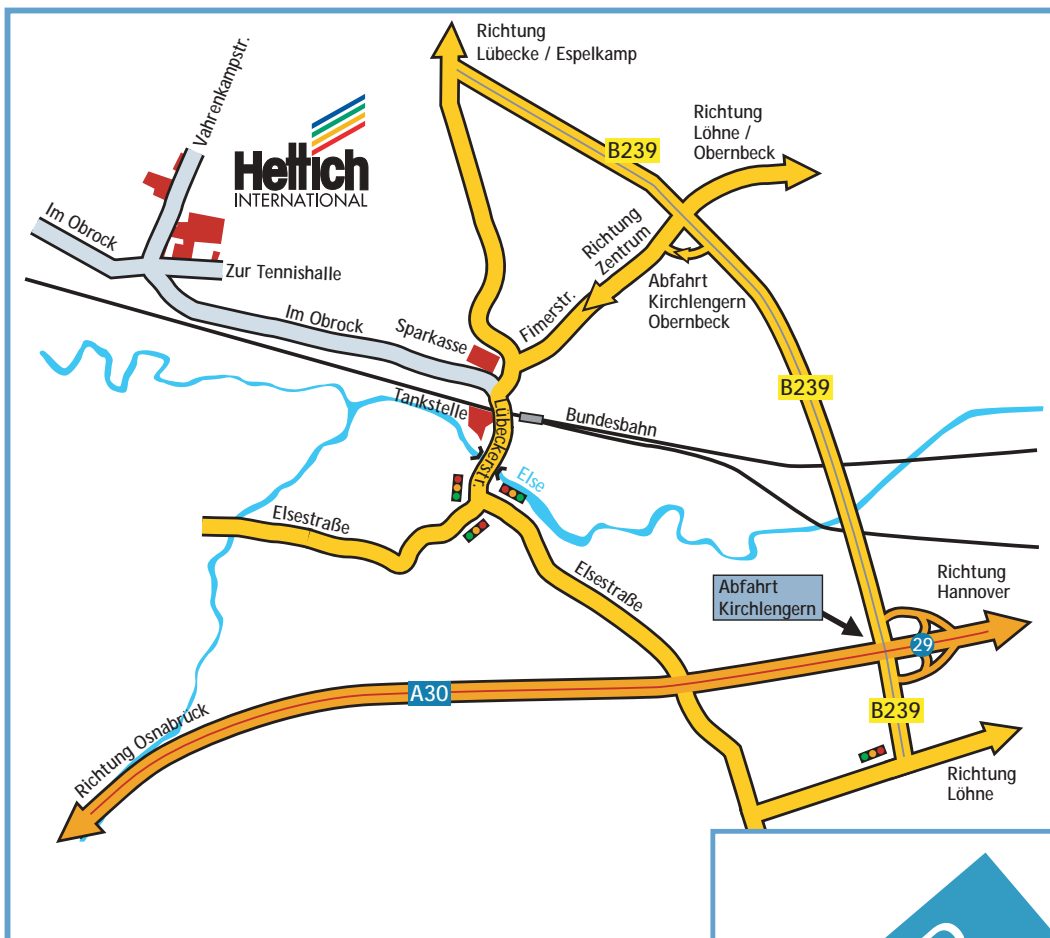 Richtung
Lübecke / Espelkamp
Vahrenkampstr.
Hettich
INTERNATIONAL
B239
Richtung
Löhne /
Obernbeck
Im Obrock
Zur Tennishalle
Richtung
Zentrum
Abfahrt
Kirchlengern
Obernbeck
Fimerstr.
Im Obrock
Sparkasse
B239
Tankstelle
Lübeckerstr.
Bundesbahn
Else
Elsestraße
Elsestraße
Abfahrt
Kirchlengern
Richtung
Hannover
29
A30
B239
Richtung Osnabrück
Richtung
Löhne